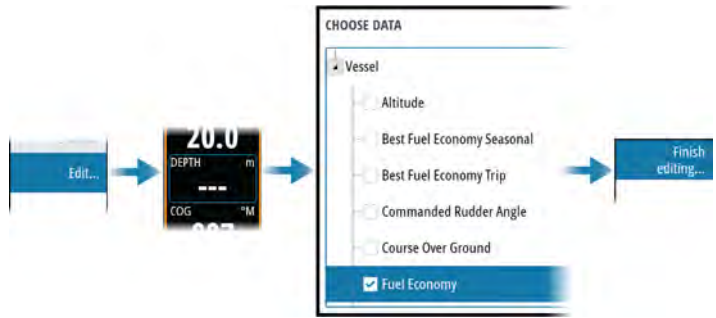 Edit...
20.0
DEPTH m
---
COG °M
CHOOSE DATA
Vessel
Altitude
Best Fuel Economy Seasonal
Best Fuel Economy Trip
Commanded Rudder Angle
Course Over Ground
Fuel Economy
Finish
editing...